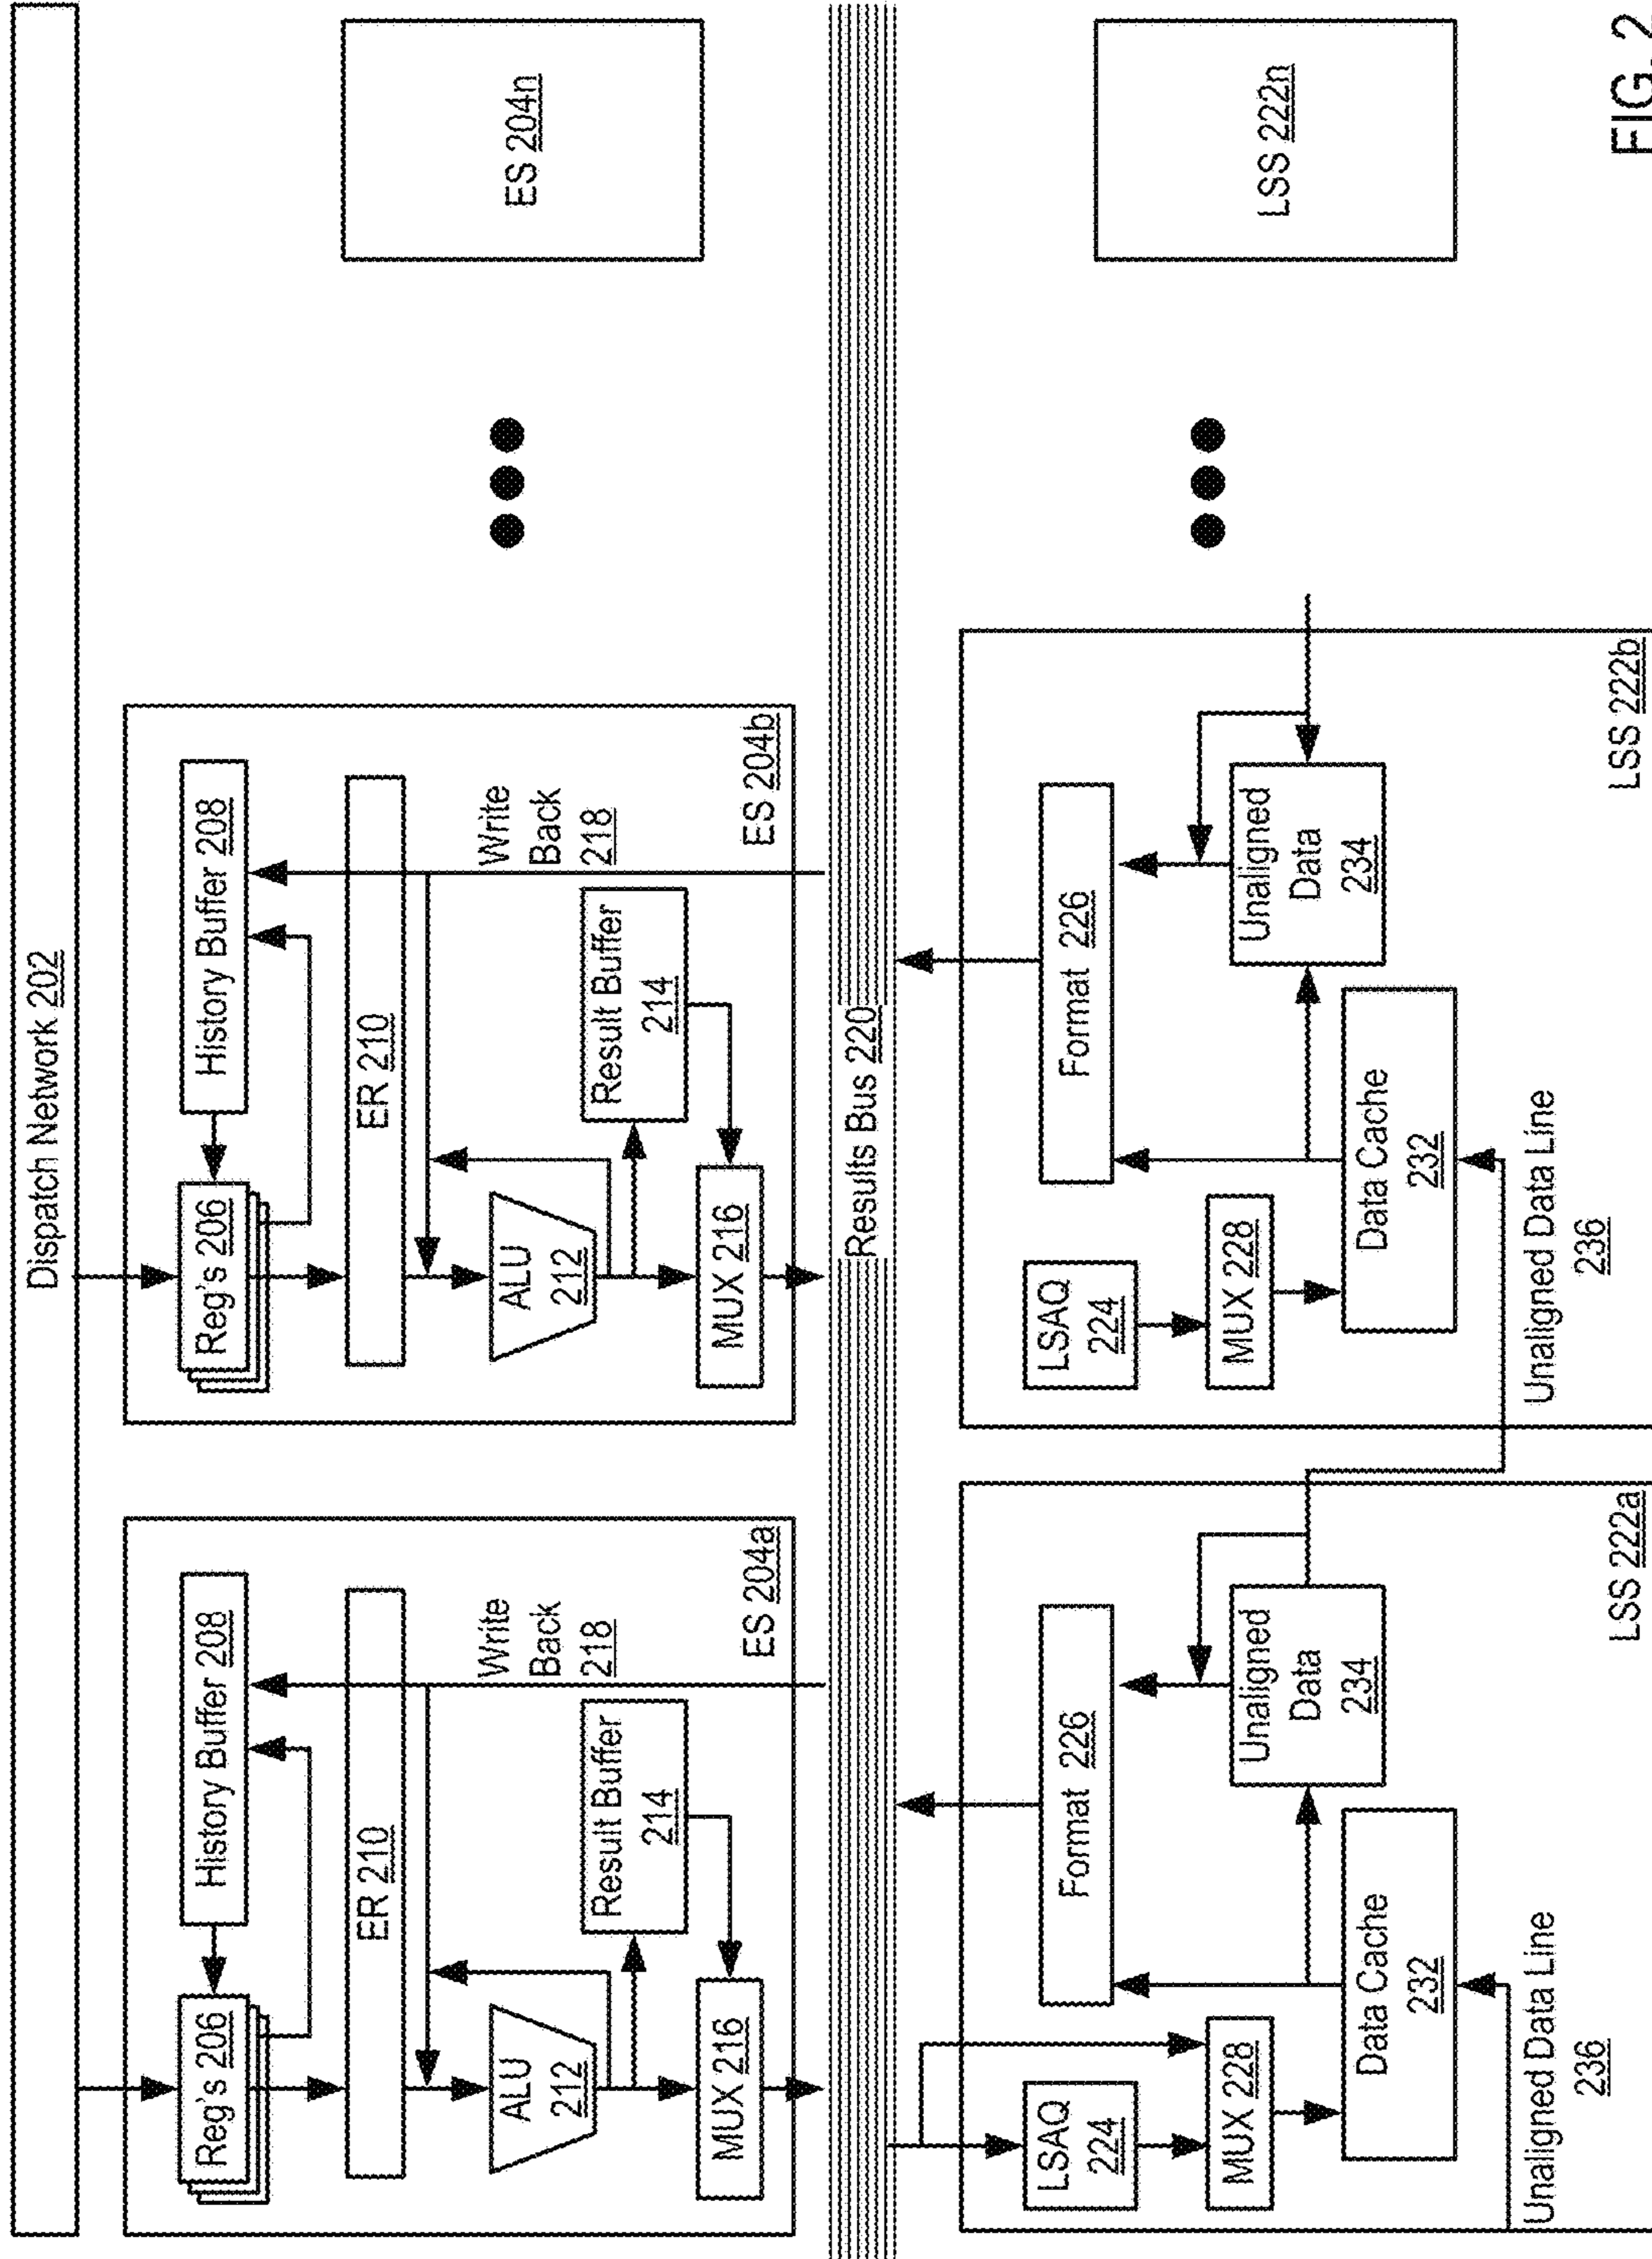 Dispatch Network 202
Reg's 206
History Buffer 208
ER 210
ALU
212
Write
Back
218
Result Buffer
214
MUX 216
ES 204a
Reg's 206
History Buffer 208
ER 210
ALU
212
Write
Back
218
Result Buffer
214
MUX 216
ES 204b
ES 204n
Results Bus 220
LSAQ
224
MUX 228
Format 226
Data Cache
232
Unaligned
Data
234
Unaligned Data Line
236
LSS 222a
LSAQ
224
MUX 228
Format 226
Data Cache
232
Unaligned
Data
234
Unaligned Data Line
236
LSS 222b
LSS 222n
FIG. 2